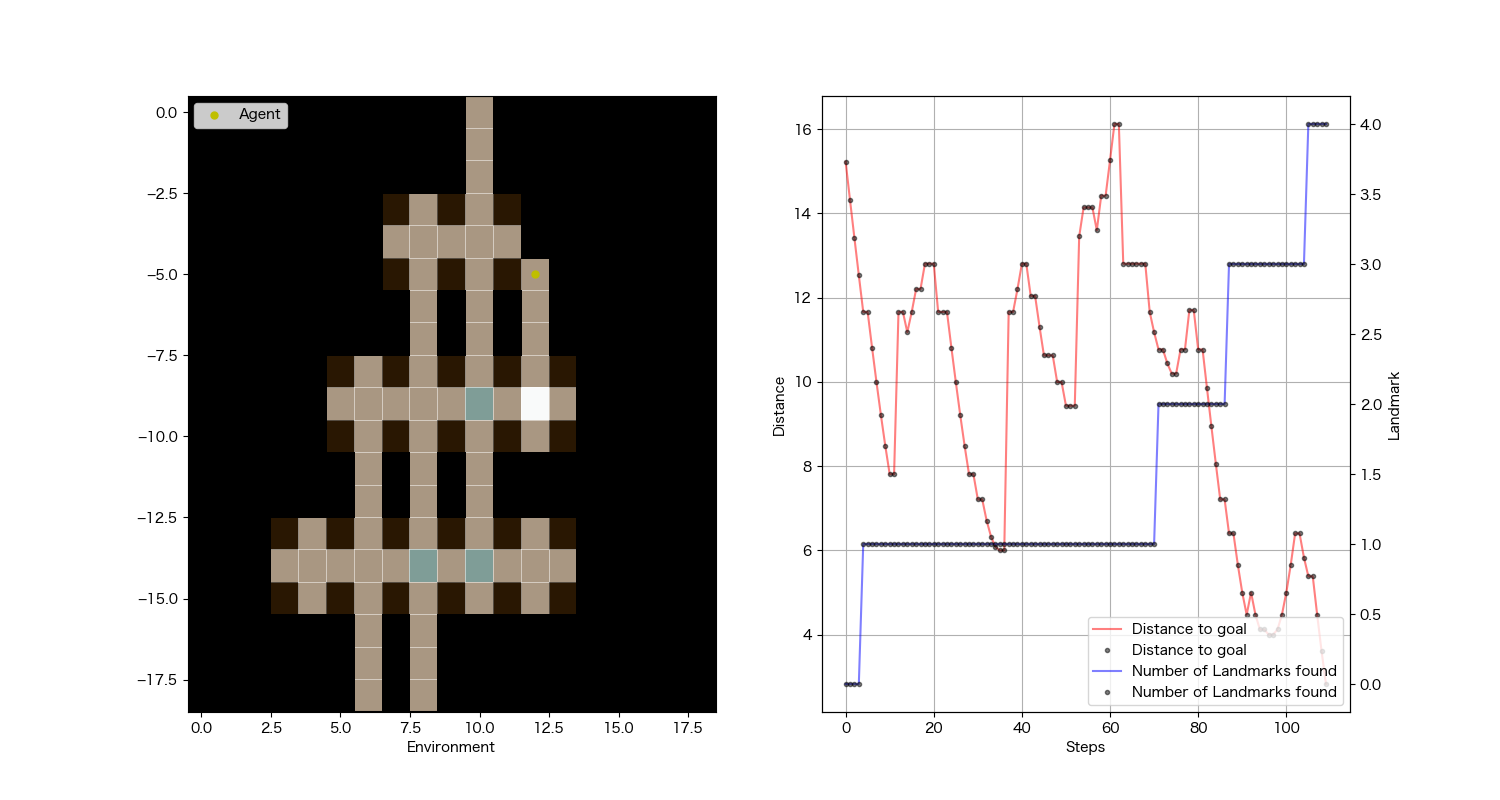 Agent
0.0
−2.5
−5.0
−7.5
−10.0
−12.5
−15.0
−17.5
0.0 2.5 5.0 7.5 10.0 12.5 15.0 17.5
Environment
Distance
16
14
12
10
8
6
4
0 20 40 60 80 100
Steps
4.0
3.5
3.0
2.5
2.0
1.5
1.0
0.5
0.0
Landmark
Distance to goal
Distance to goal
Number of Landmarks found
Number of Landmarks found